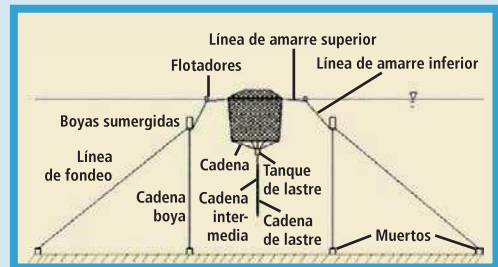 Línea de amarre superior
Flotadores
Línea de amarre inferior
Boyas sumergidas
Línea
de fondeo
Cadena
Tanque
de lastre
Cadena
boya
Cadena
inter-
media
Cadena
de lastre
Muertos